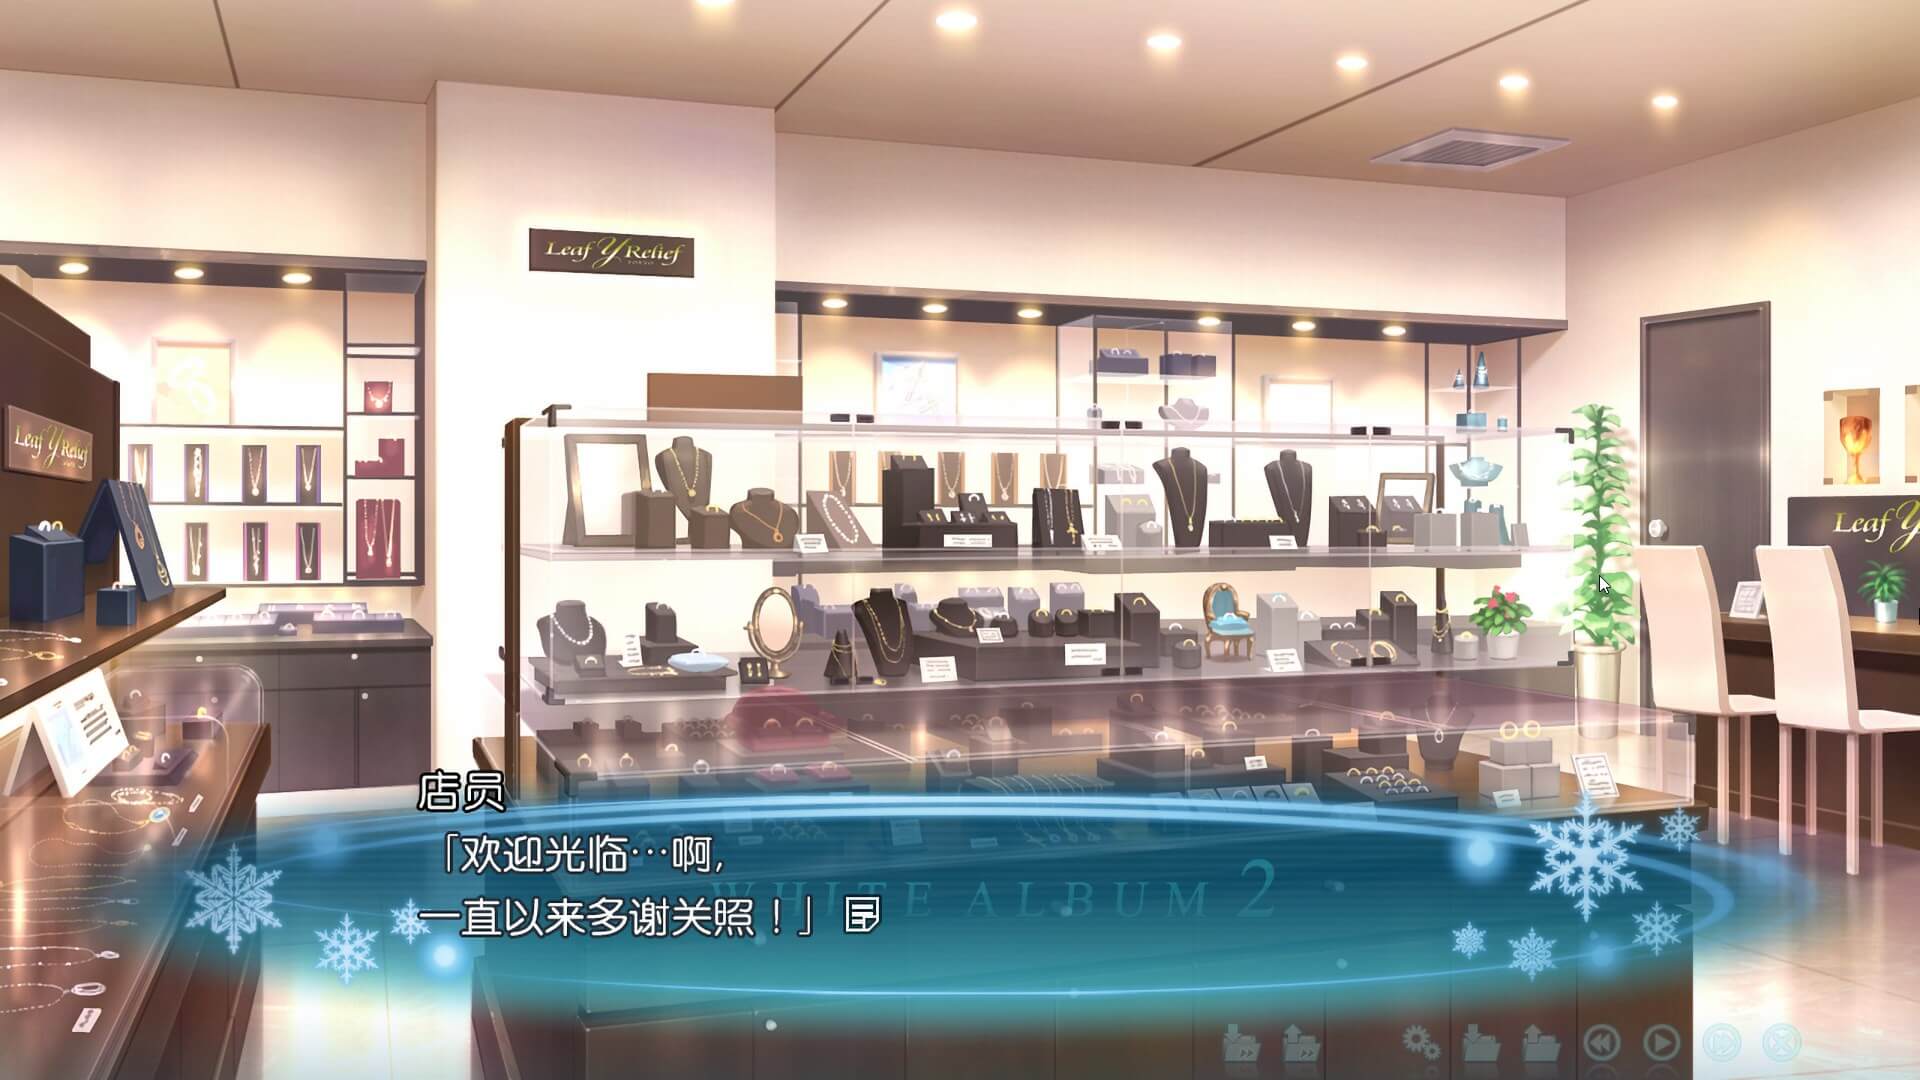 Leaf y Relief
TOKYO
Leaf y Relief
Leaf y
店员
「欢迎光临…啊,
一直以来多谢关照！」
WHITE ALBUM 2